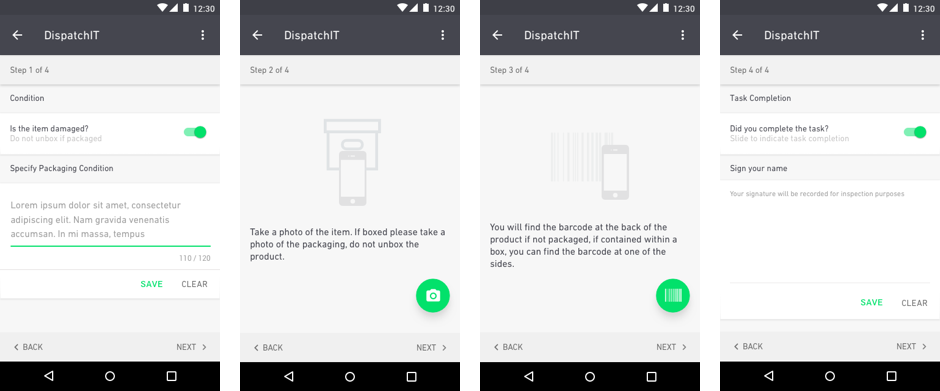 12:30
DispatchIT
Step 1 of 4
Condition
Is the item damaged?
Do not unbox if packaged
Specify Packaging Condition
Lorem ipsum dolor sit amet, consectetur
adipiscing elit. Nam gravida venenatis
accumsan. In mi massa, tempus
110 / 120
SAVE CLEAR
BACK NEXT
12:30
DispatchIT
Step 2 of 4
Take a photo of the item. If boxed please take a
photo of the packaging, do not unbox the
product.
BACK NEXT
12:30
DispatchIT
Step 3 of 4
You will find the barcode at the back of the
product if not packaged, if contained within a
box, you can find the barcode at one of the
sides.
BACK NEXT
12:30
DispatchIT
Step 4 of 4
Task Completion
Did you complete the task?
Slide to indicate task completion
Sign your name
Your signature will be recorded for inspection purposes
SAVE CLEAR
BACK NEXT